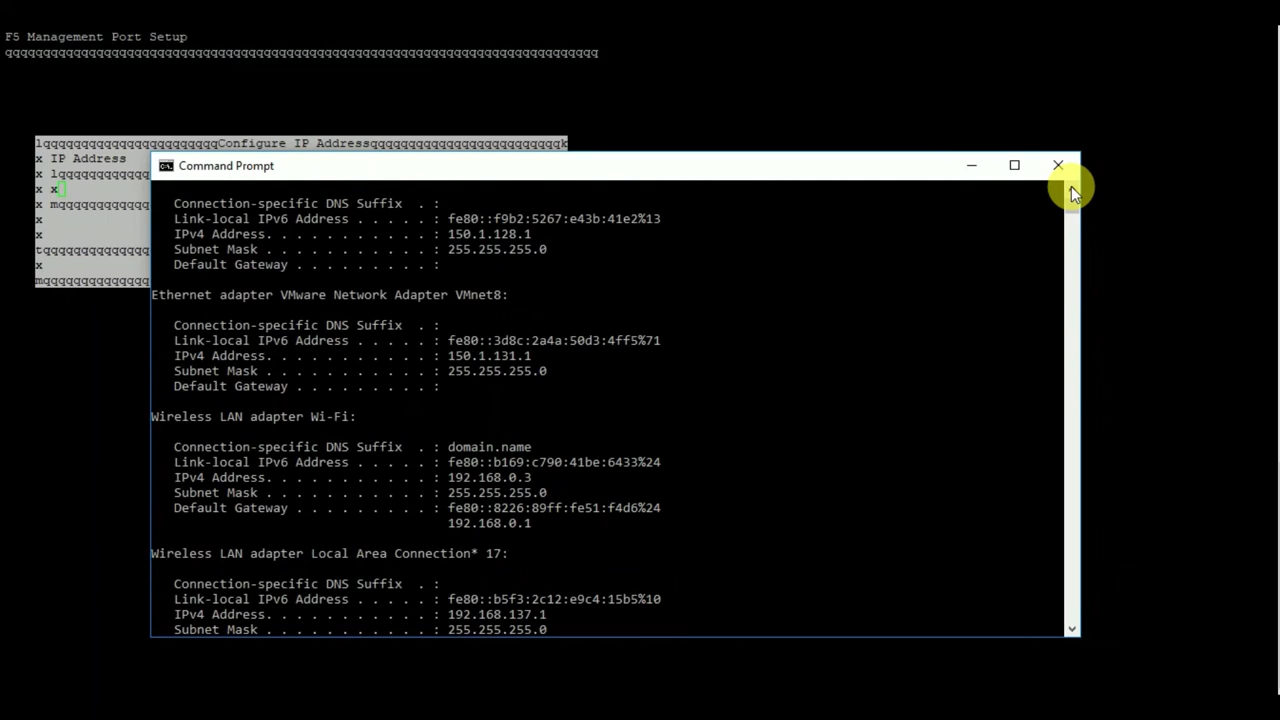 F5 Management Port Setup
qqqqqqqqqqqqqqqqqqqqqqqqqqqqqqqqqqqqqqqqqqqqqqqqqqqqqqqqqqqqqqqqqqqqqqqqqqqqqq
lqqqqqqqqqqqqqqqqqqqqqqqConfigure IP Addressqqqqqqqqqqqqqqqqqqqqqqqqqk
x IP Address
x lqqqqqqqqqqqq
x x
x mqqqqqqqqqqqq
x
x
tqqqqqqqqqqqqqq
x
mqqqqqqqqqqqqqq
Command Prompt
Connection-specific DNS Suffix  . :
Link-local IPv6 Address . . . . . : fe80::f9b2:5267:e43b:41e2%13
IPv4 Address. . . . . . . . . . . : 150.1.128.1
Subnet Mask . . . . . . . . . . . : 255.255.255.0
Default Gateway . . . . . . . . . :
Ethernet adapter VMware Network Adapter VMnet8:
Connection-specific DNS Suffix  . :
Link-local IPv6 Address . . . . . : fe80::3d8c:2a4a:50d3:4ff5%71
IPv4 Address. . . . . . . . . . . : 150.1.131.1
Subnet Mask . . . . . . . . . . . : 255.255.255.0
Default Gateway . . . . . . . . . :
Wireless LAN adapter Wi-Fi:
Connection-specific DNS Suffix  . : domain.name
Link-local IPv6 Address . . . . . : fe80::b169:c790:41be:6433%24
IPv4 Address. . . . . . . . . . . : 192.168.0.3
Subnet Mask . . . . . . . . . . . : 255.255.255.0
Default Gateway . . . . . . . . . : fe80::8226:89ff:fe51:f4d6%24
192.168.0.1
Wireless LAN adapter Local Area Connection* 17:
Connection-specific DNS Suffix  . :
Link-local IPv6 Address . . . . . : fe80::b5f3:2c12:e9c4:15b5%10
IPv4 Address. . . . . . . . . . . : 192.168.137.1
Subnet Mask . . . . . . . . . . . : 255.255.255.0